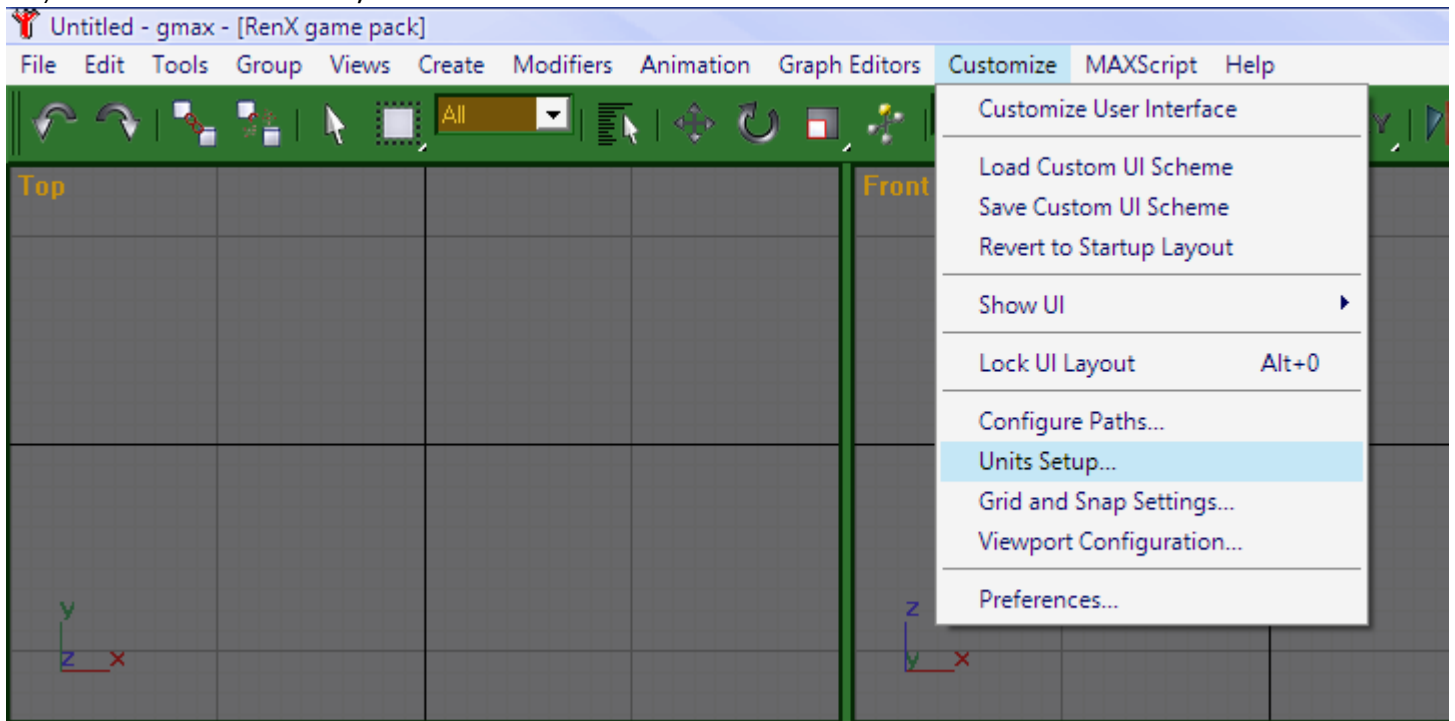 Untitled - gmax - [RenX game pack]
File Edit Tools Group Views Create Modifiers Animation Graph Editors Customize MAXScript Help
All
Top
Front
Customize User Interface
Load Custom UI Scheme
Save Custom UI Scheme
Revert to Startup Layout
Show UI
Lock UI Layout Alt+0
Configure Paths...
Units Setup...
Grid and Snap Settings...
Viewport Configuration...
Preferences...
y
z x
z
y x